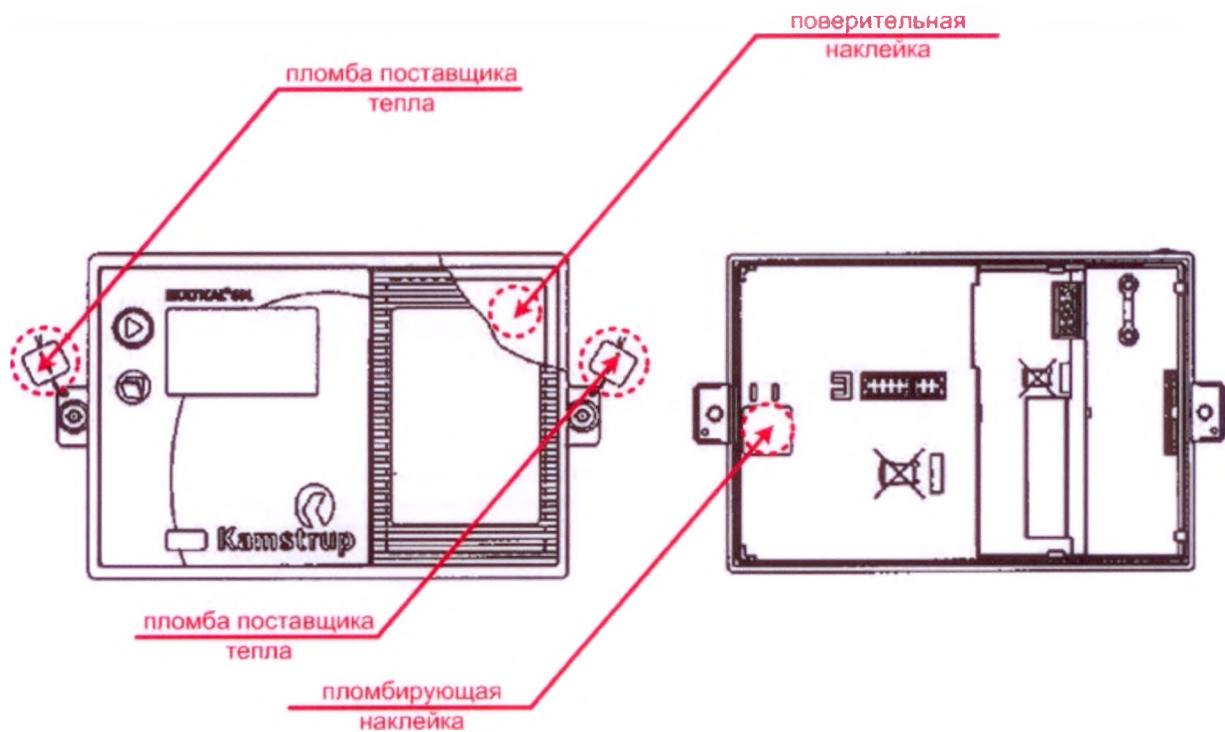 поверительная
наклейка
пломба поставщика
тепла
Kamstrup
пломба поставщика
тепла
пломбирующая
наклейка